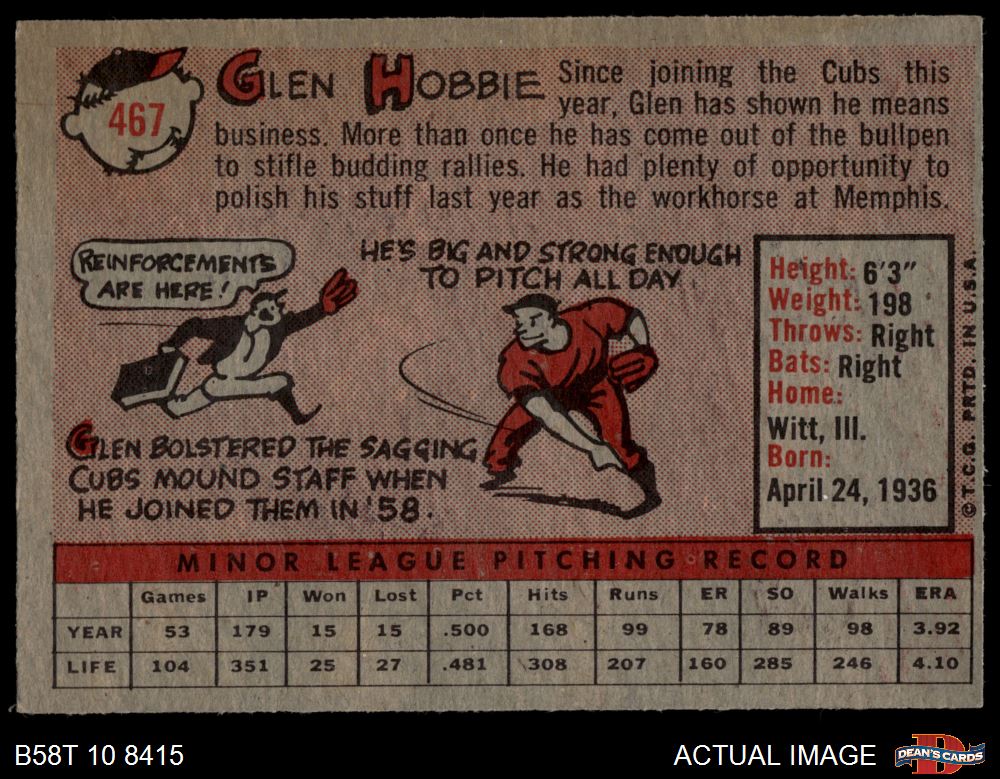 467
GLEN HOBBIE
Since joining the Cubs this
year, Glen has shown he means
business. More than once he has come out of the bullpen
to stifle budding rallies. He had plenty of opportunity to
polish his stuff last year as the workhorse at Memphis.
REINFORCEMENTS
ARE HERE!
HE'S BIG AND STRONG ENOUGH
TO PITCH ALL DAY
GLEN BOLSTERED THE SAGGING
CUBS MOUND STAFF WHEN
HE JOINED THEM IN '58.
Height: 6'3"
Weight: 198
Throws: Right
Bats: Right
Home:
Witt, Ill.
Born:
April 24, 1936
© T.C.G. PRTD. IN U.S.A.
MINOR LEAGUE PITCHING RECORD
Games IP Won Lost Pct Hits Runs ER SO Walks ERA
YEAR 53 179 15 15 .500 168 99 78 89 98 3.92
LIFE 104 351 25 27 .481 308 207 160 285 246 4.10
B58T 10 8415
ACTUAL IMAGE
DEAN'S CARDS